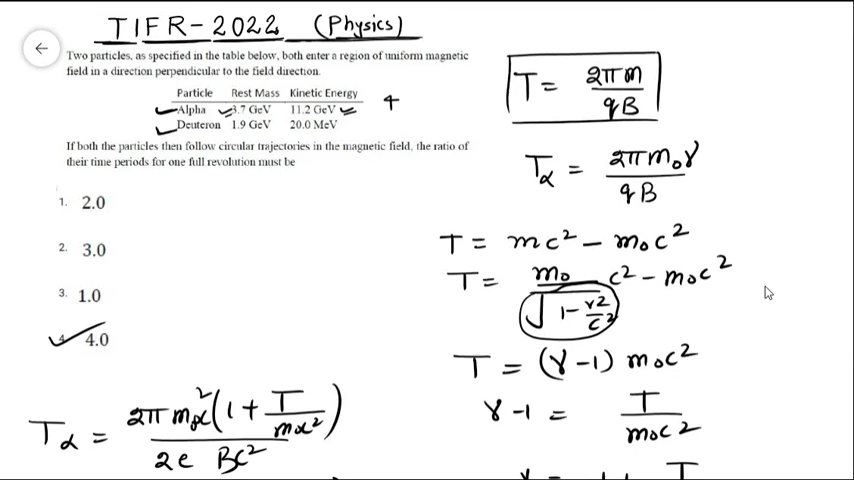 TIFR-2022 (Physics)
Two particles, as specified in the table below, both enter a region of uniform magnetic
field in a direction perpendicular to the field direction.
Particle Rest Mass Kinetic Energy
Alpha 3.7 GeV 11.2 GeV
Deuteron 1.9 GeV 20.0 MeV
4
If both the particles then follow circular trajectories in the magnetic field, the ratio of
their time periods for one full revolution must be
1. 2.0
2. 3.0
3. 1.0
4. 4.0
T = 2πm / qB
Tα = 2πm₀γ / qB
T = mc² − m₀c²
T = m₀ / √(1 − v²/c²) c² − m₀c²
T = (γ −1) m₀c²
γ −1 = T / m₀c²
Tα = 2πm₀c² (1 + T / m₀c²) / 2e Bc²
γ = 1 + T